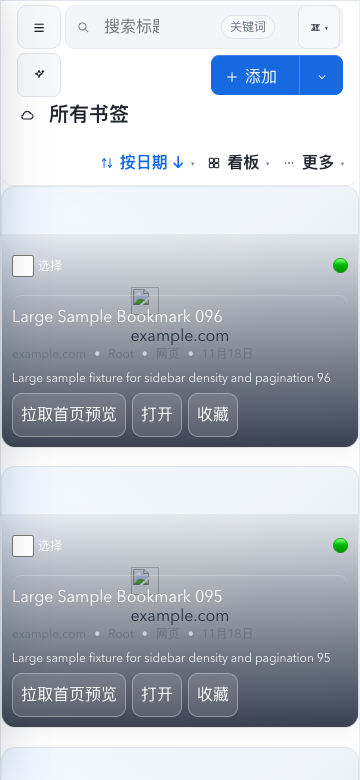 搜索标题
关键词
添加
所有书签
按日期
看板
更多
选择
Large Sample Bookmark 096
example.com
example.com • Root • 网页 • 11月18日
Large sample fixture for sidebar density and pagination 96
拉取首页预览 打开 收藏
选择
Large Sample Bookmark 095
example.com
example.com • Root • 网页 • 11月18日
Large sample fixture for sidebar density and pagination 95
拉取首页预览 打开 收藏